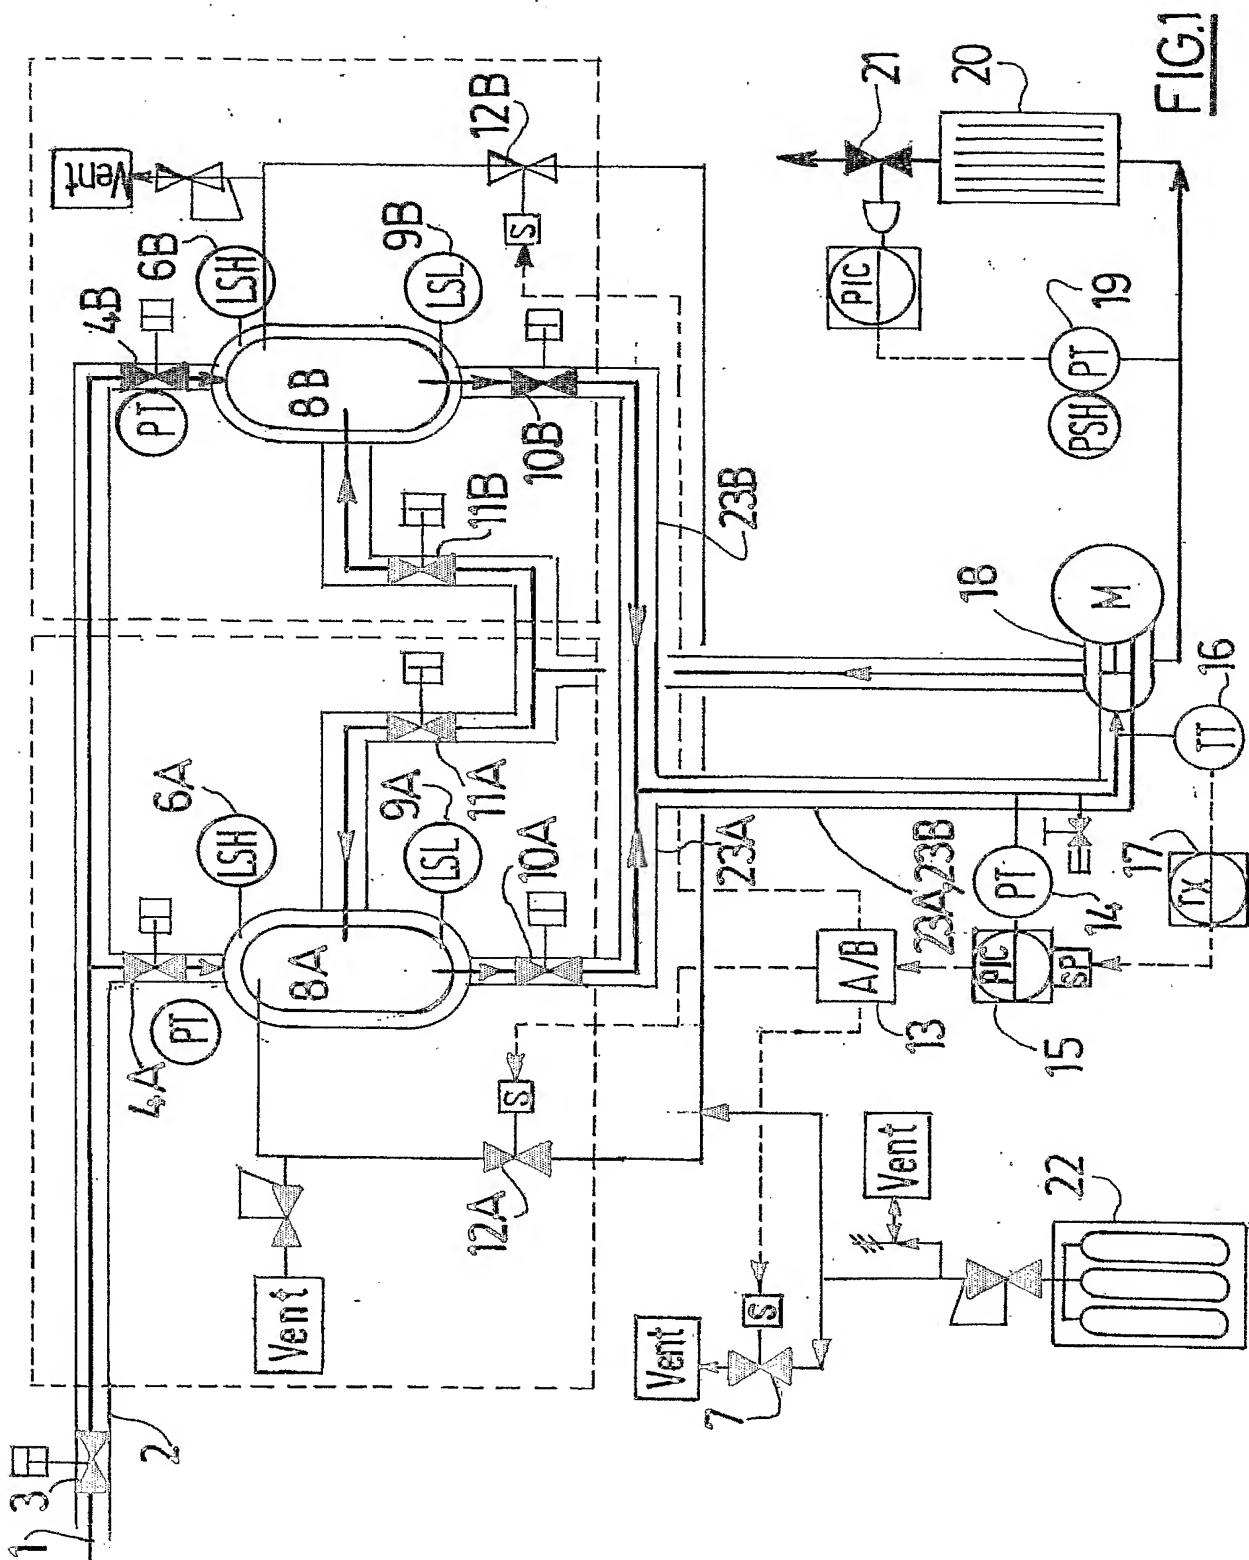 1
3
2
4A
PT
6A
LSH
8A
LSL
9A
10A
11A
11B
4B
PT
6B
LSH
8B
LSL
9B
10B
12B
S
Vent
Vent
12A
S
Vent
7
S
Vent
22
A/B
13
PIC
SP
15
PT
14
TX
17
TT
16
23A
23A,23B
23B
18
M
PSH
PT
19
PIC
21
20
FIG.1